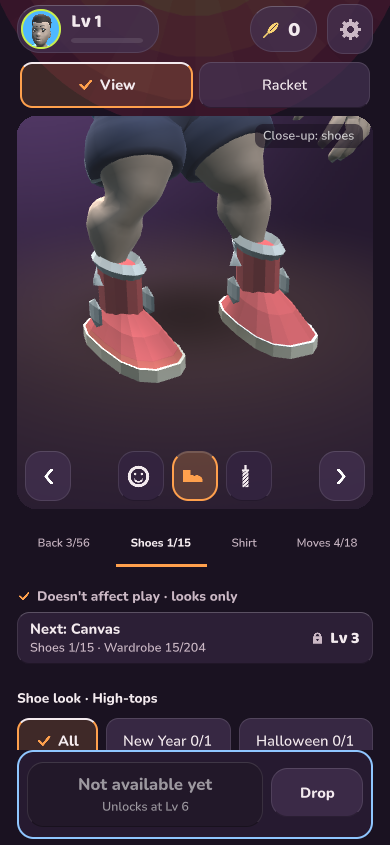 Lv 1
0
View
Racket
Close-up: shoes
Back 3/56
Shoes 1/15
Shirt
Moves 4/18
Doesn't affect play · looks only
Next: Canvas
Shoes 1/15 · Wardrobe 15/204
Lv 3
Shoe look · High-tops
All
New Year 0/1
Halloween 0/1
Not available yet
Unlocks at Lv 6
Drop